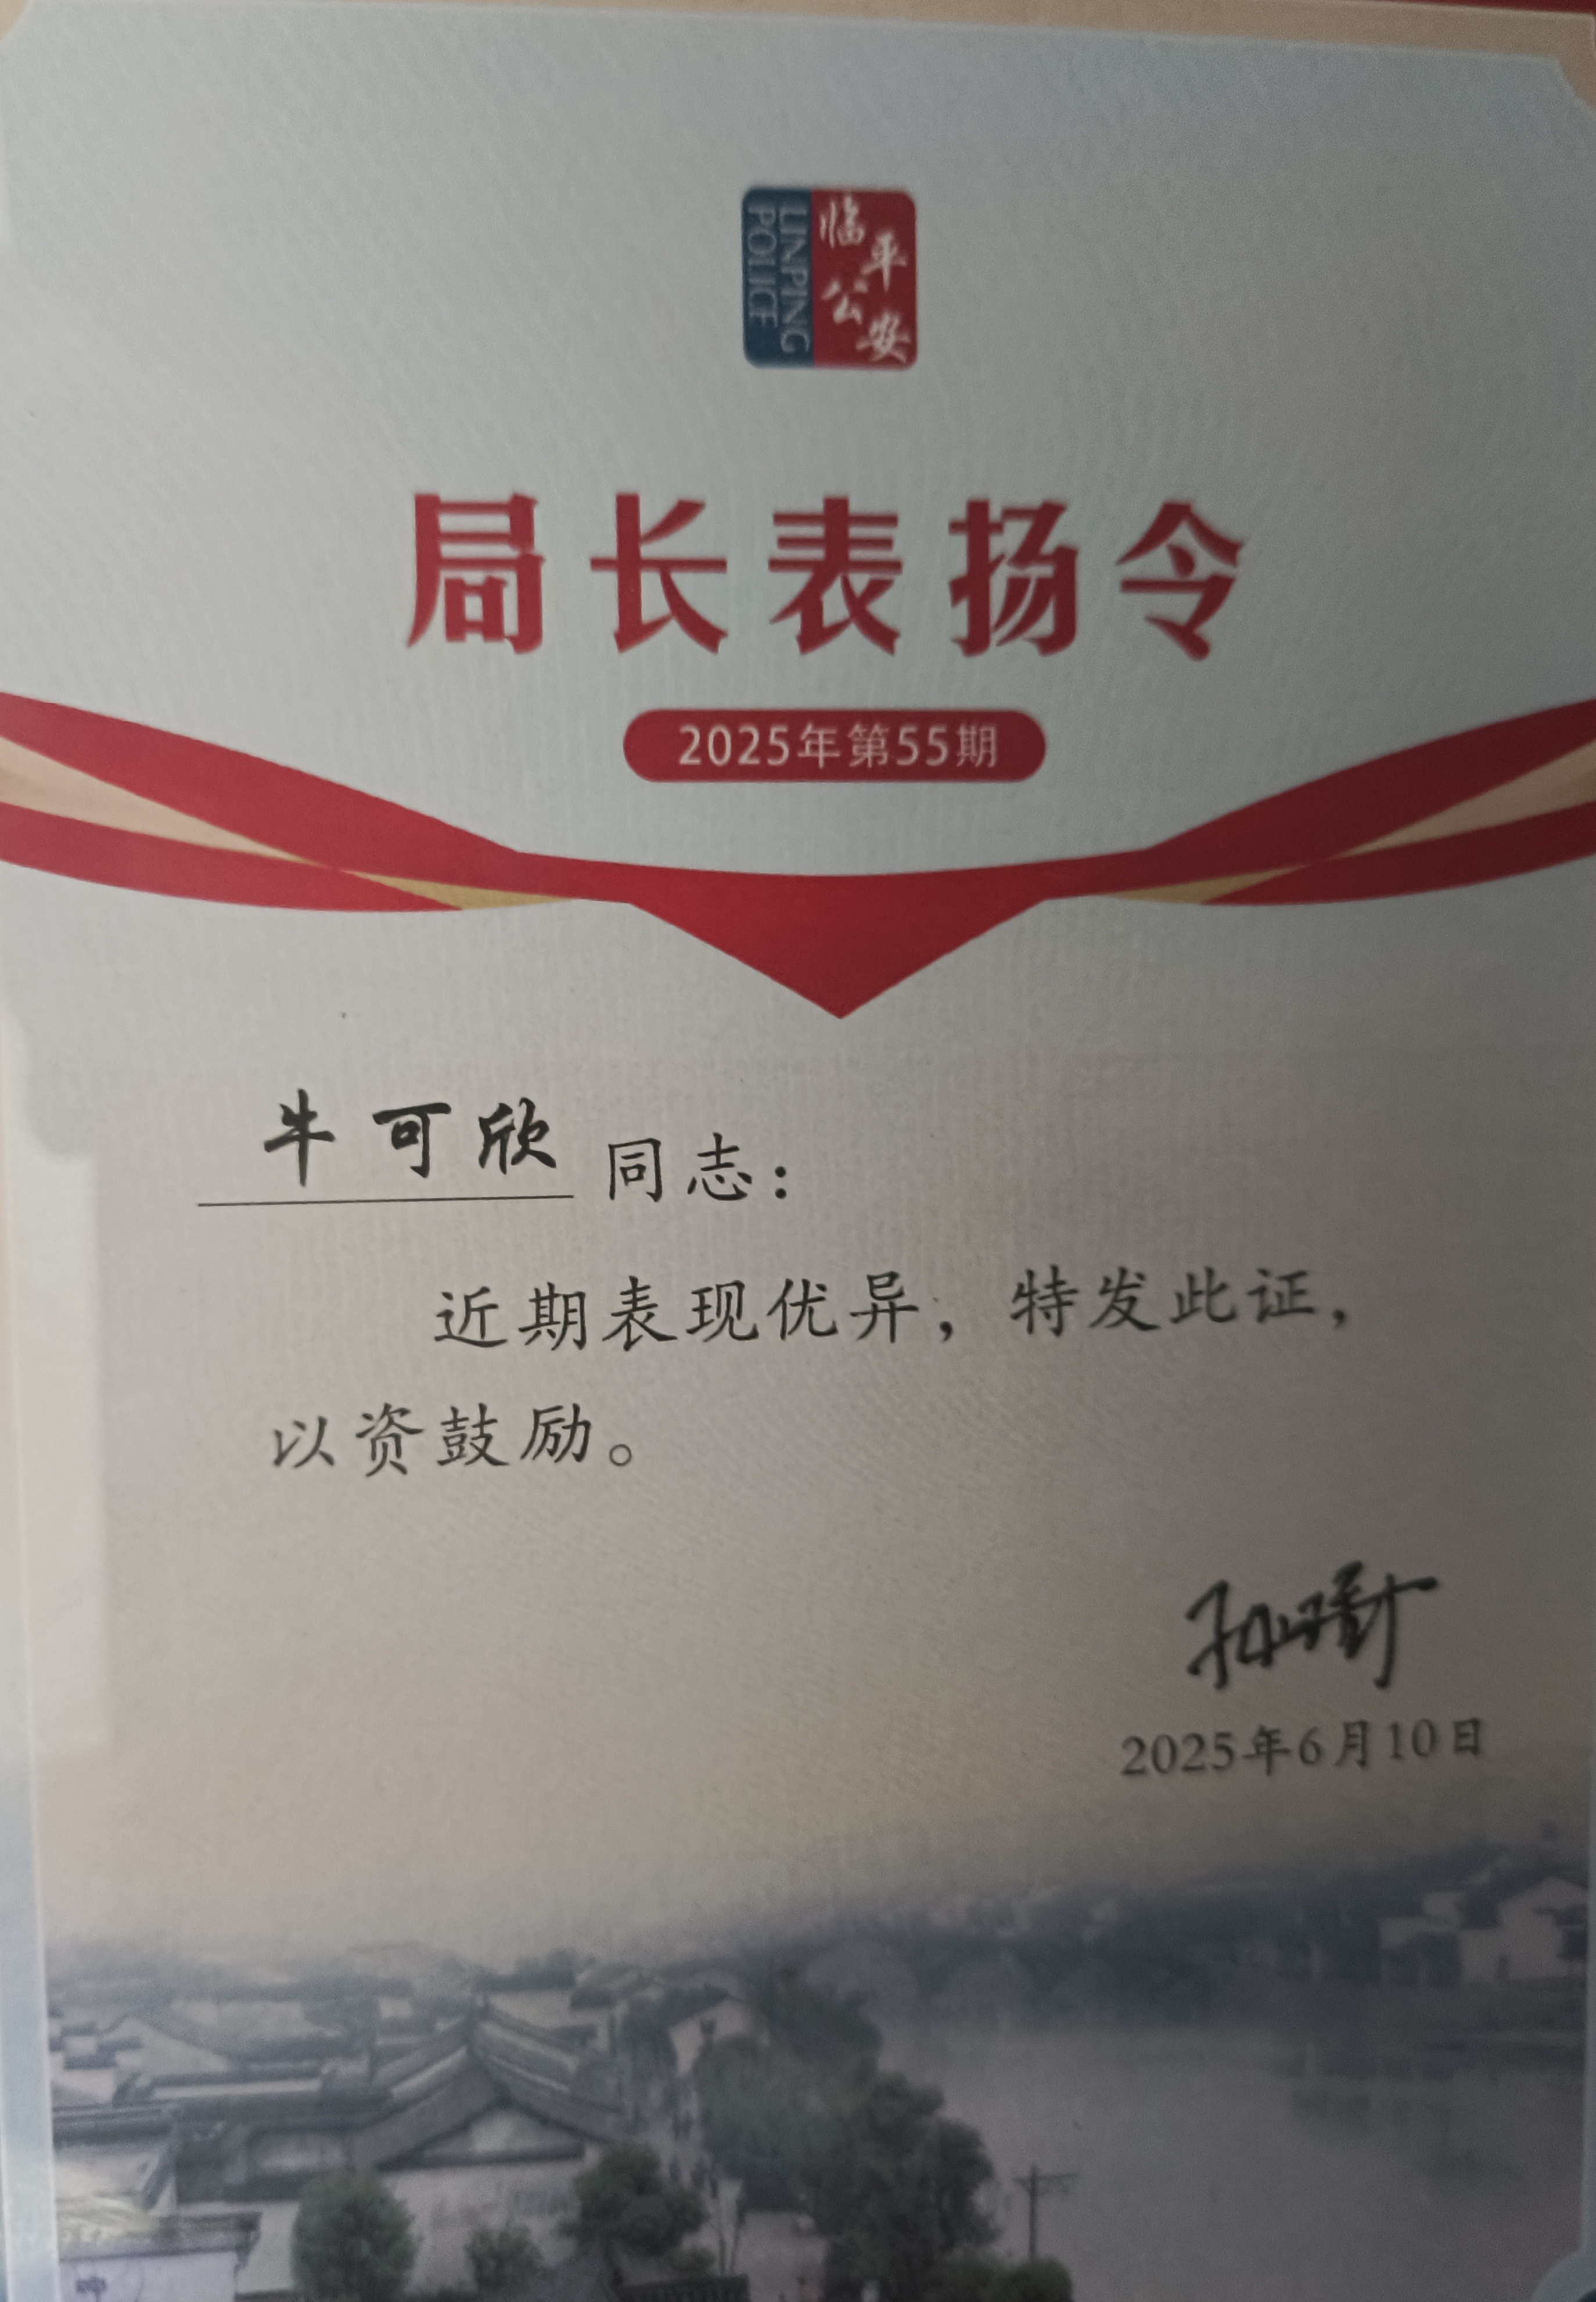 临平公安
LINPING
POLICE
局长表扬令
2025年第55期
牛可欣 同志：
近期表现优异，特发此证，
以资鼓励。
2025年6月10日